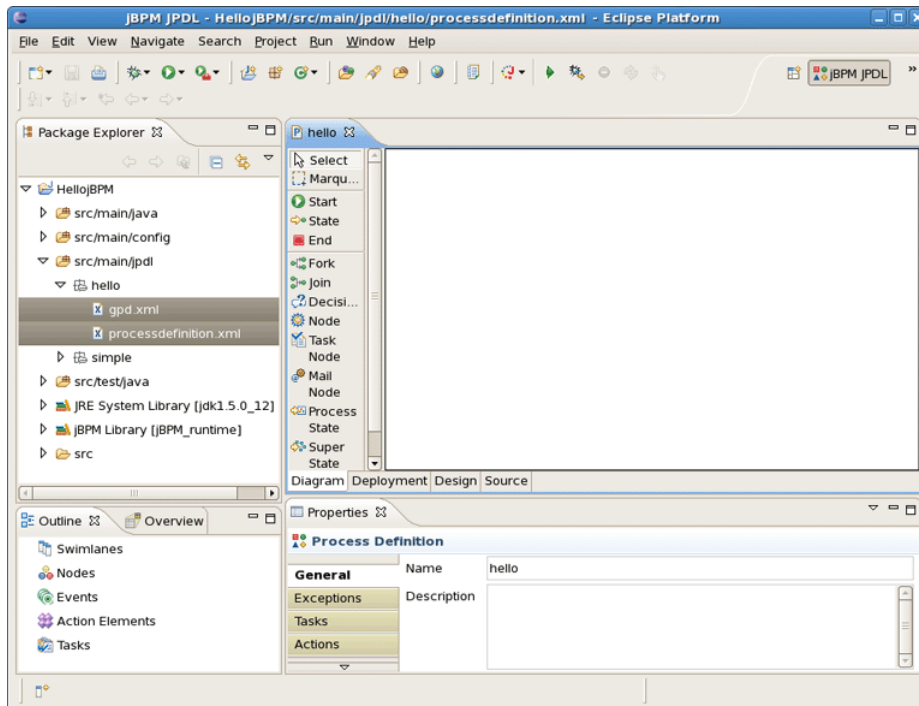 jBPM JPDL - HellojBPM/src/main/jpdl/hello/processdefinition.xml - Eclipse Platform
File Edit View Navigate Search Project Run Window Help
jBPM JPDL »
Package Explorer
HellojBPM
src/main/java
src/main/config
src/main/jpdl
hello
gpd.xml
processdefinition.xml
simple
src/test/java
JRE System Library [jdk1.5.0_12]
jBPM Library [jBPM_runtime]
src
hello
Select
Marqu...
Start
State
End
Fork
Join
Decisi...
Node
Task
Node
Mail
Node
Process
State
Super
State
Diagram Deployment Design Source
Outline Overview
Swimlanes
Nodes
Events
Action Elements
Tasks
Properties
Process Definition
General
Exceptions
Tasks
Actions
Name hello
Description